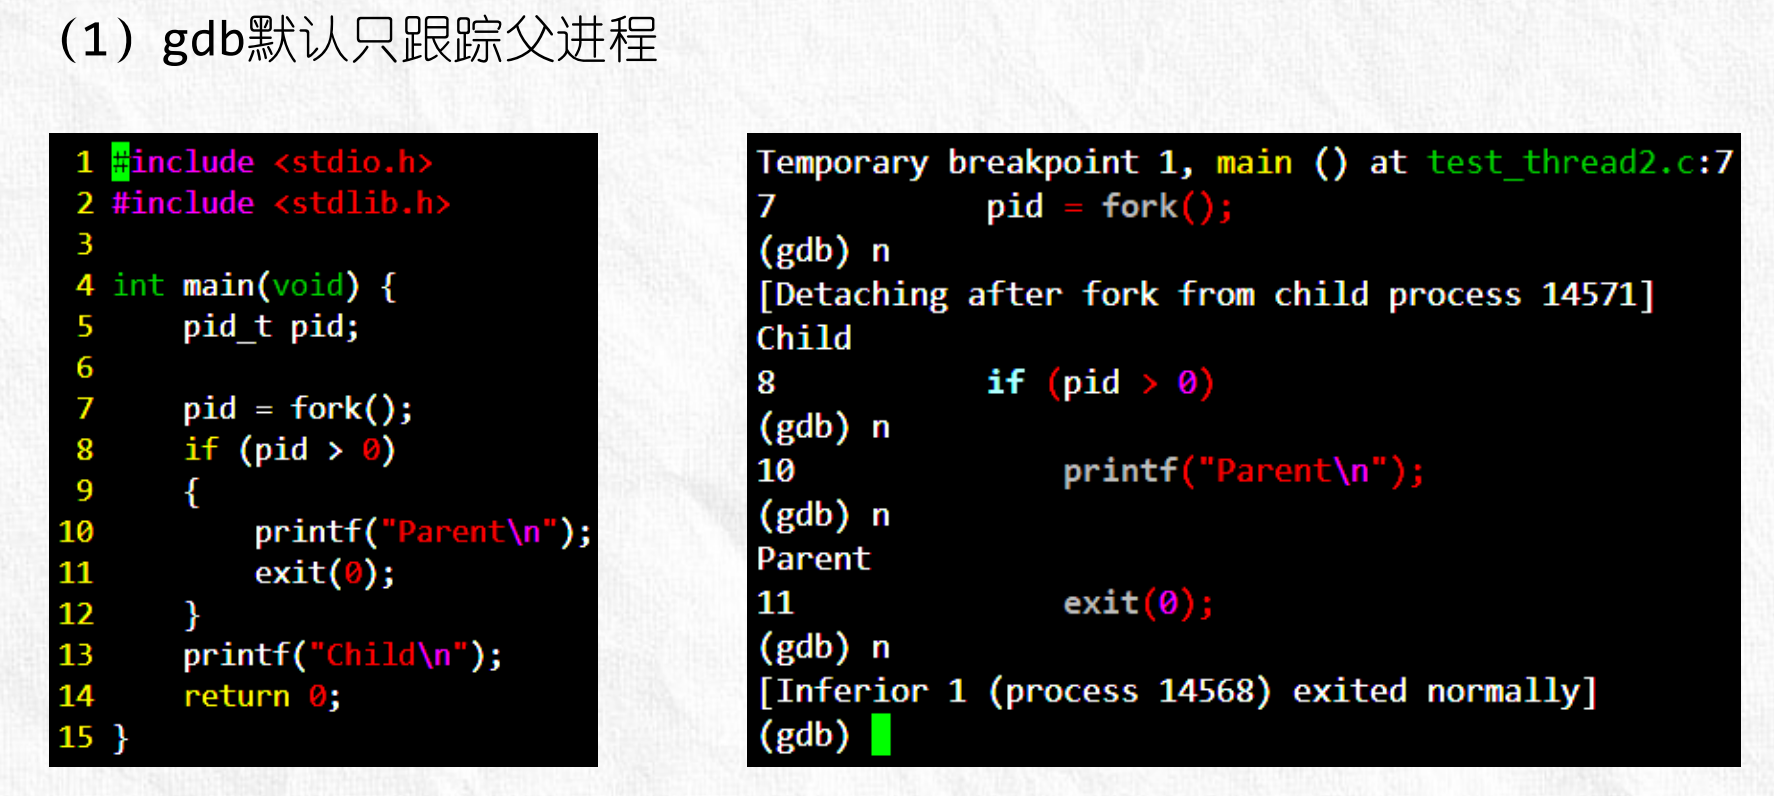 (1) gdb默认只跟踪父进程
1 #include <stdio.h>
2 #include <stdlib.h>
3
4 int main(void) {
5     pid_t pid;
6
7     pid = fork();
8     if (pid > 0)
9     {
10         printf("Parent\n");
11         exit(0);
12     }
13     printf("Child\n");
14     return 0;
15 }
Temporary breakpoint 1, main () at test_thread2.c:7
7           pid = fork();
(gdb) n
[Detaching after fork from child process 14571]
Child
8           if (pid > 0)
(gdb) n
10              printf("Parent\n");
(gdb) n
Parent
11              exit(0);
(gdb) n
[Inferior 1 (process 14568) exited normally]
(gdb)